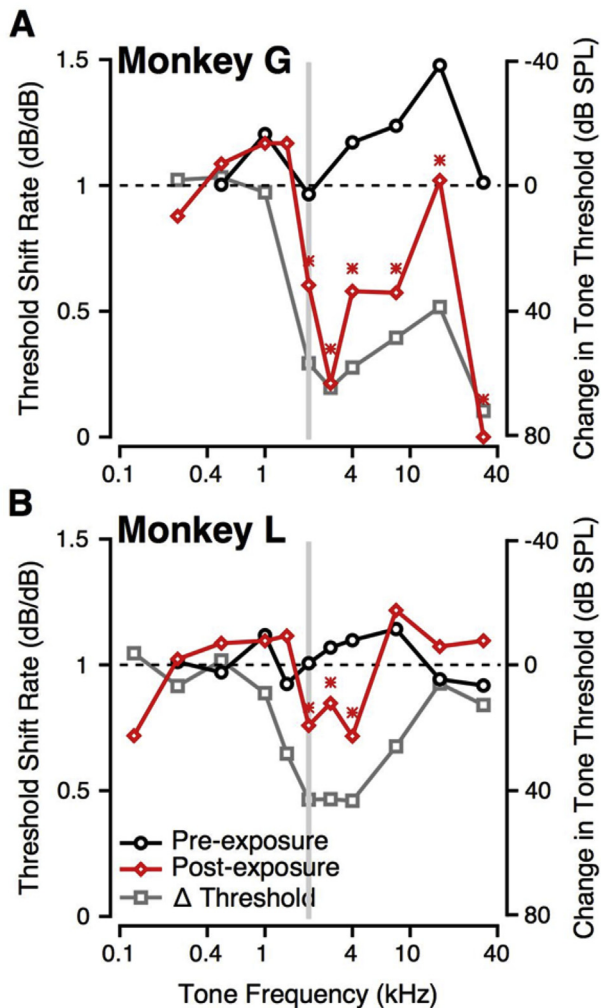 A
Monkey G
Threshold Shift Rate (dB/dB)
1.5
1
0.5
0
Change in Tone Threshold (dB SPL)
-40
0
40
80
0.1 0.4 1 4 10 40
B
Monkey L
Threshold Shift Rate (dB/dB)
1.5
1
0.5
0
Change in Tone Threshold (dB SPL)
-40
0
40
80
Pre-exposure
Post-exposure
Δ Threshold
0.1 0.4 1 4 10 40
Tone Frequency (kHz)